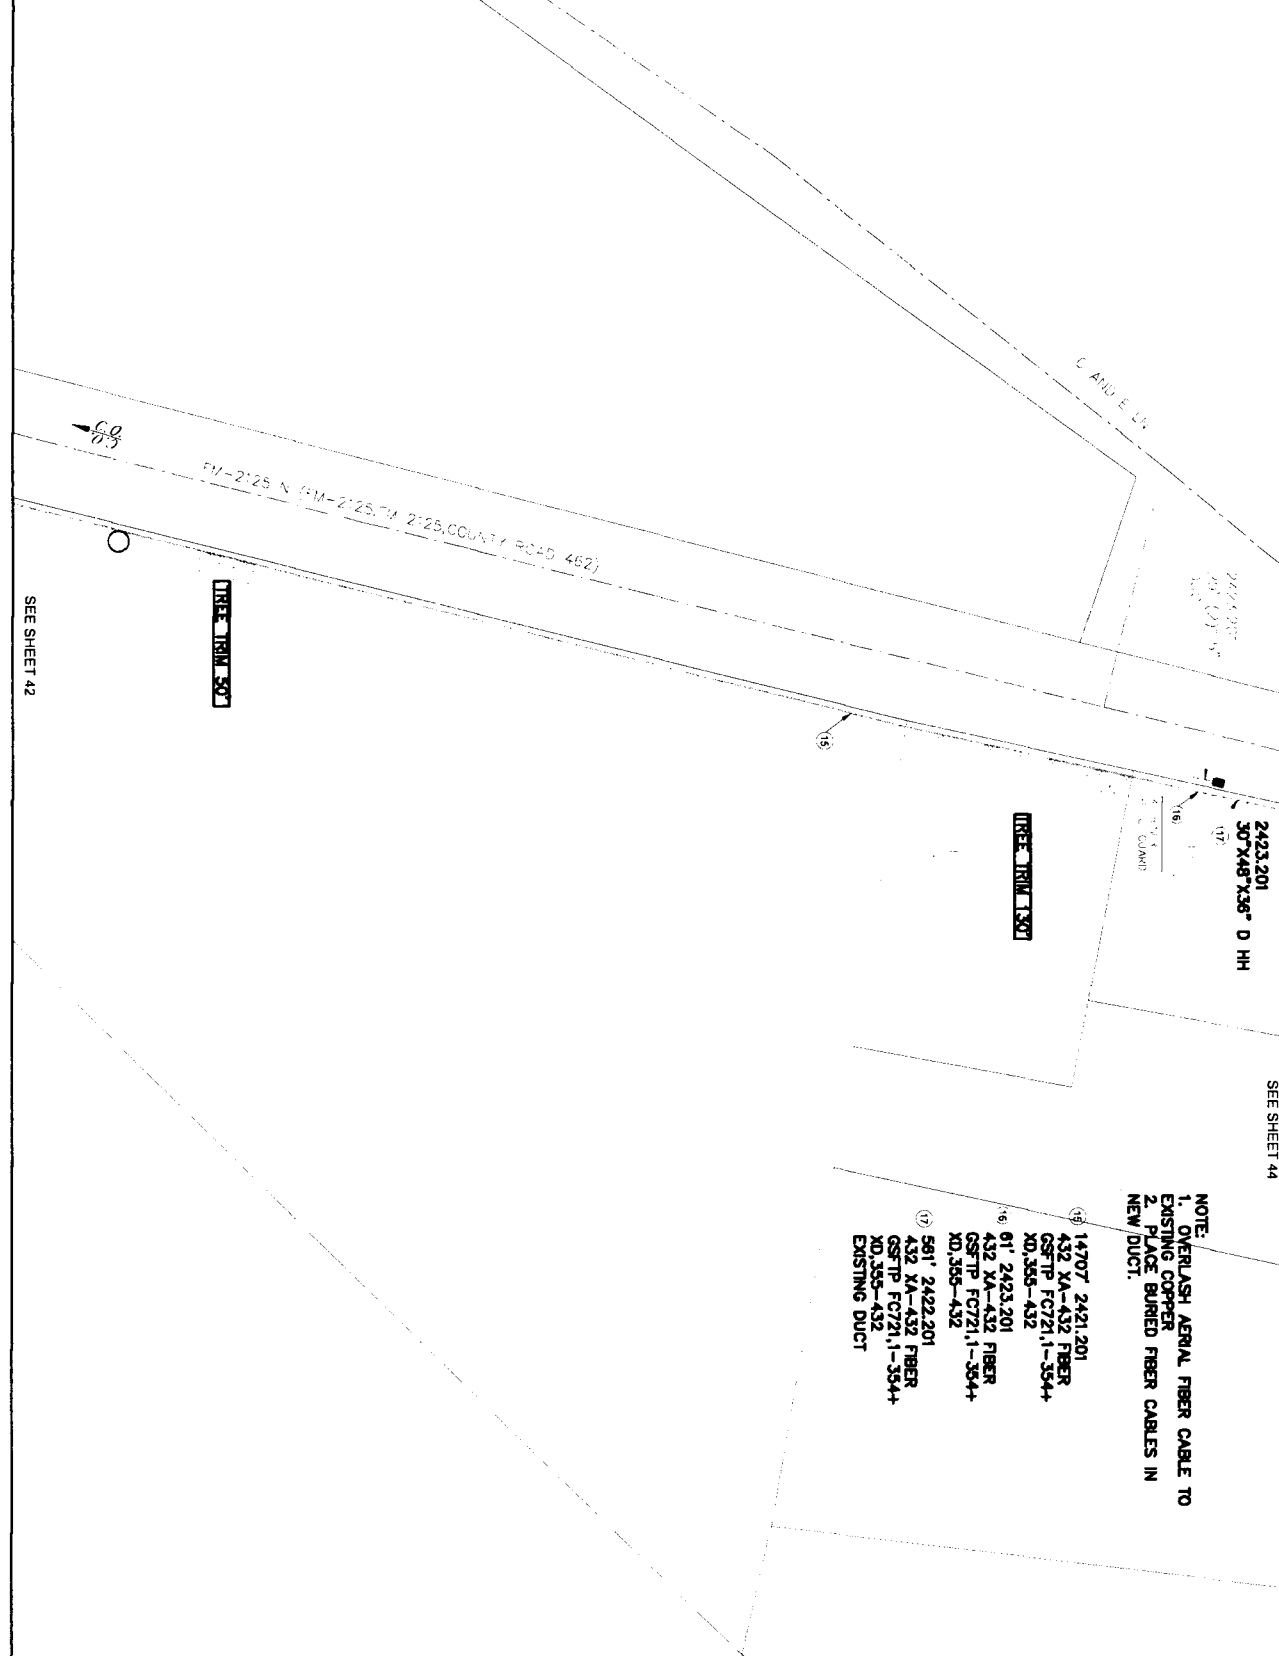 C AND E LN
FM-2125 N (FM-2125,FM 2125,COUNTY ROAD 462)
C.O.
TREE TRIM 50'
SEE SHEET 42
15
TREE TRIM 130'
16
17
GUARD
2423.201
30"X48"X36" D HH
SEE SHEET 44
NOTE:
1. OVERLASH AERIAL FIBER CABLE TO
EXISTING COPPER
2. PLACE BURIED FIBER CABLES IN
NEW DUCT.
15 14707' 2421.201
432 XA-432 FIBER
GSFTP FC721,1-354+
XD,355-432
16 61' 2423.201
432 XA-432 FIBER
GSFTP FC721,1-354+
XD,355-432
17 561' 2422.201
432 XA-432 FIBER
GSFTP FC721,1-354+
XD,355-432
EXISTING DUCT